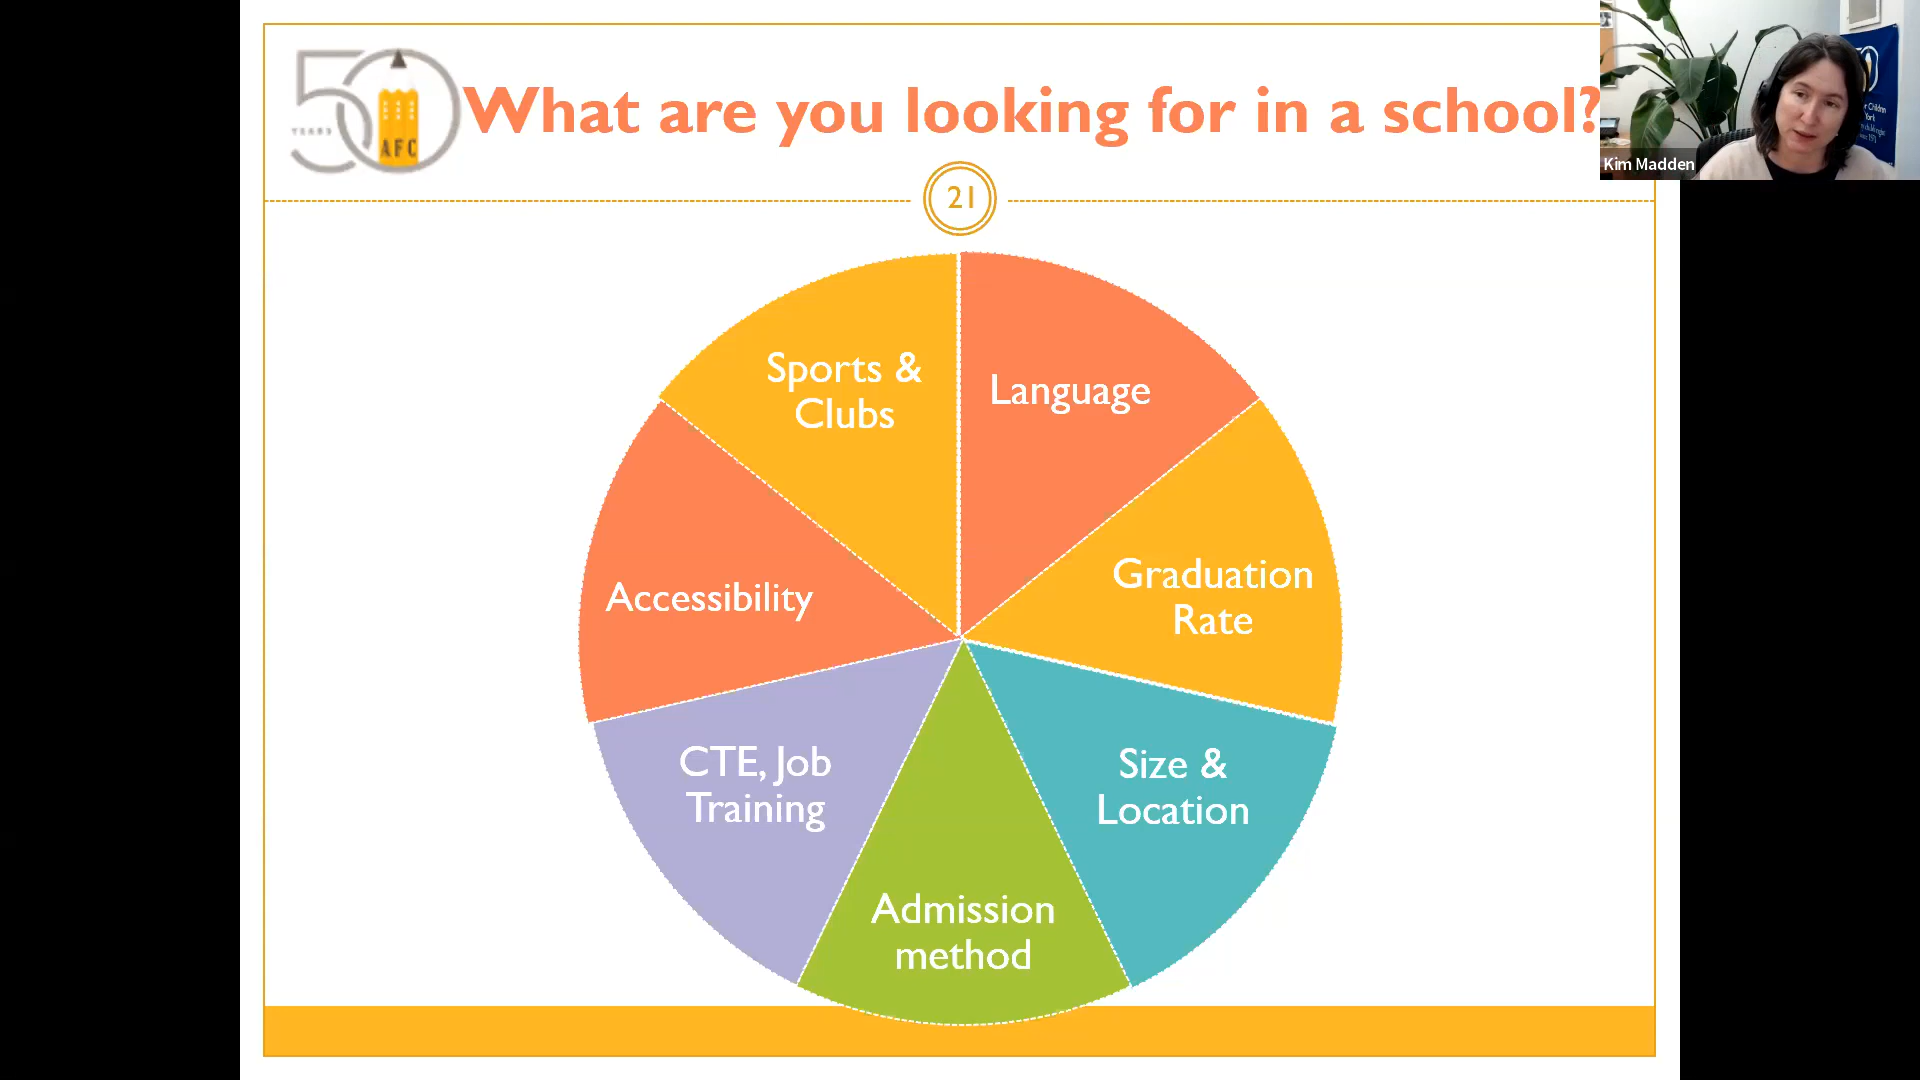 50
YEARS
AFC
What are you looking for in a school?
21
Sports &
Clubs
Language
Graduation
Rate
Accessibility
CTE, Job
Training
Size &
Location
Admission
method
Kim Madden